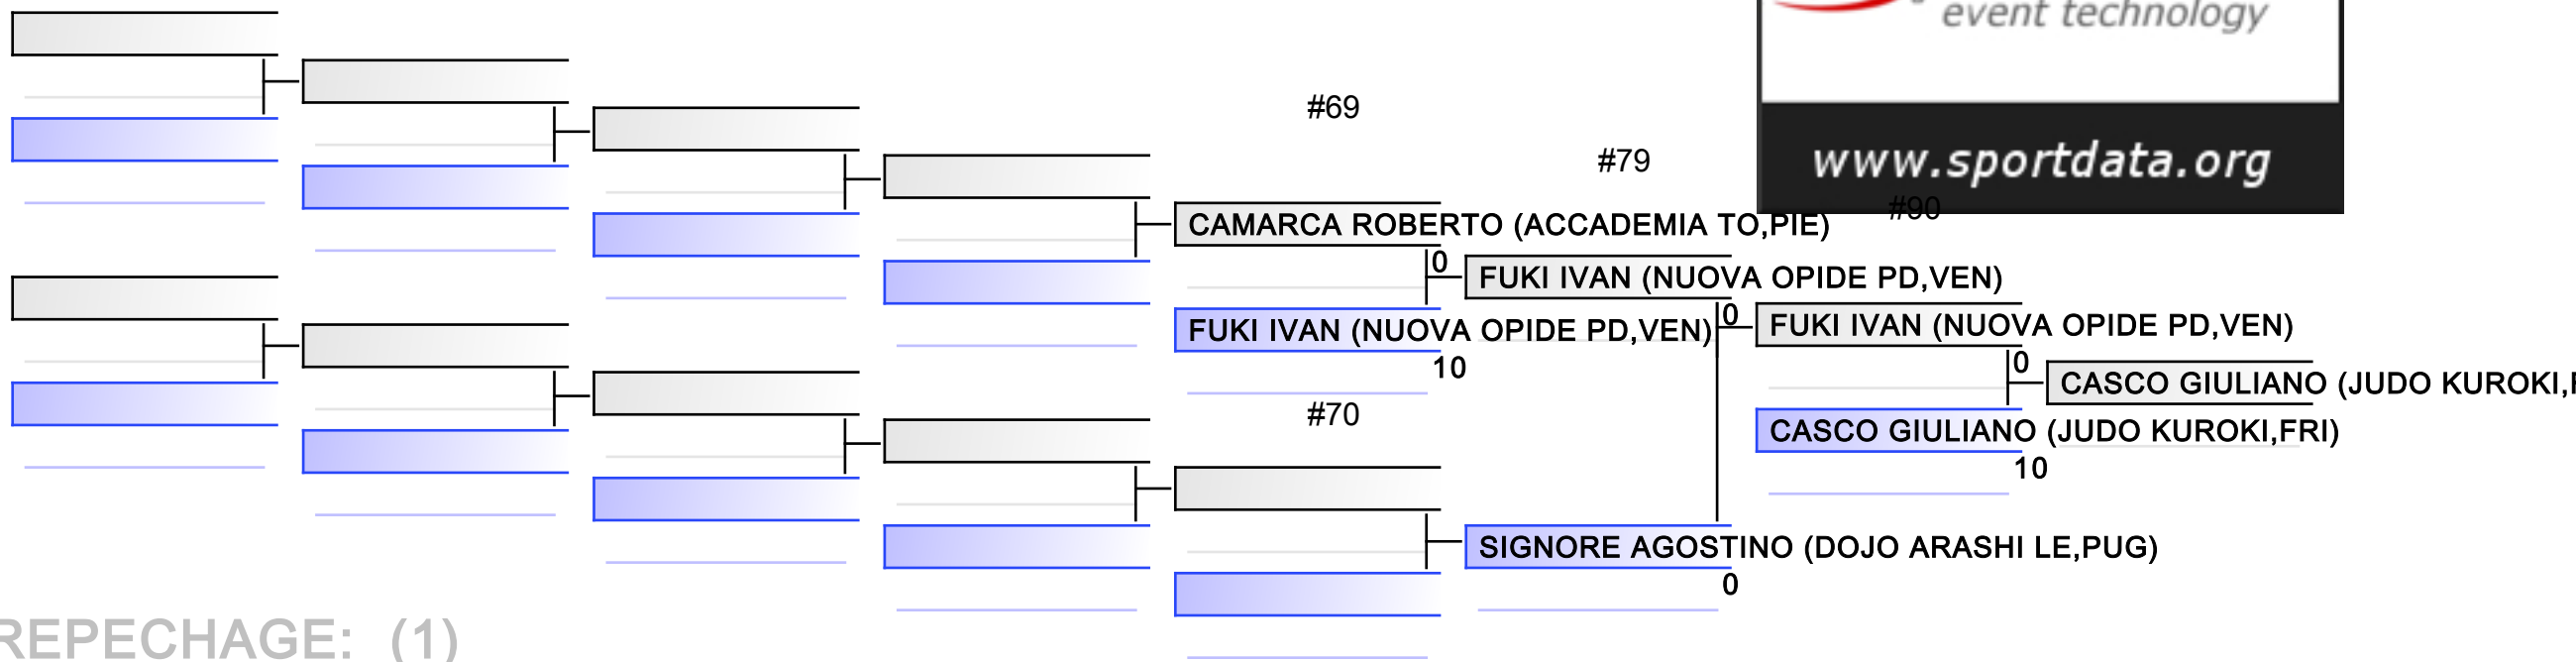 event technology
www.sportdata.org
#69
#79
#90
CAMARCA ROBERTO (ACCADEMIA TO,PIE)
0
FUKI IVAN (NUOVA OPIDE PD,VEN)
FUKI IVAN (NUOVA OPIDE PD,VEN)
10
0
FUKI IVAN (NUOVA OPIDE PD,VEN)
0
CASCO GIULIANO (JUDO KUROKI,F
CASCO GIULIANO (JUDO KUROKI,FRI)
10
#70
SIGNORE AGOSTINO (DOJO ARASHI LE,PUG)
0
REPECHAGE: (1)